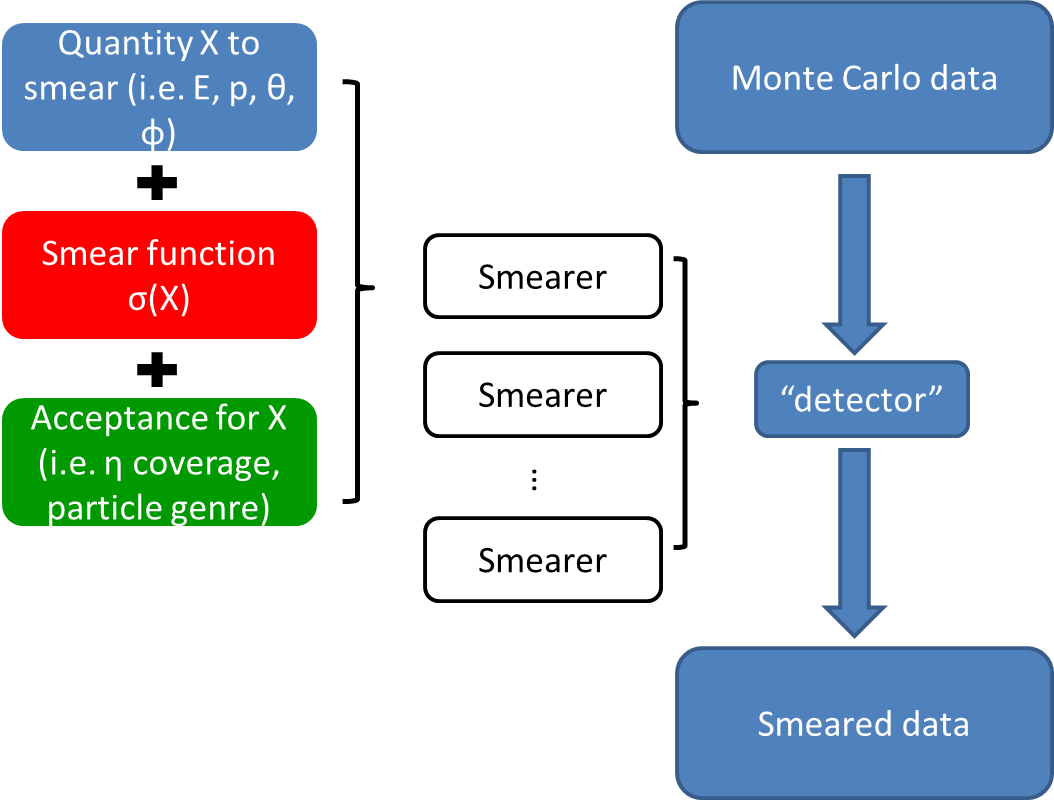 Quantity X to
smear (i.e. E, p, θ,
ϕ)
Smear function
σ(X)
Acceptance for X
(i.e. η coverage,
particle genre)
Smearer
Smearer
...
Smearer
Monte Carlo data
“detector”
Smeared data